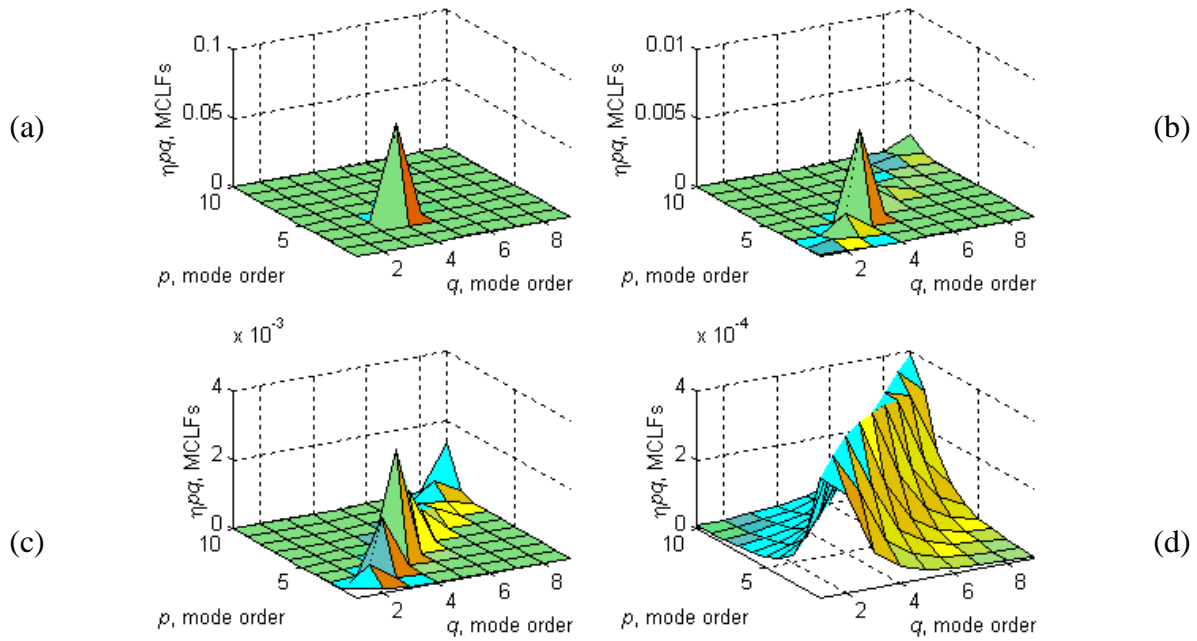 (a)
0.1
0.05
0
10
5
2
4
6
8
ηpq, MCLFs
p, mode order
q, mode order
(b)
0.01
0.005
0
10
5
2
4
6
8
ηpq, MCLFs
p, mode order
q, mode order
(c)
x 10-3
4
2
0
10
5
2
4
6
8
ηpq, MCLFs
p, mode order
q, mode order
(d)
x 10-4
4
2
0
10
5
2
4
6
8
ηpq, MCLFs
p, mode order
q, mode order